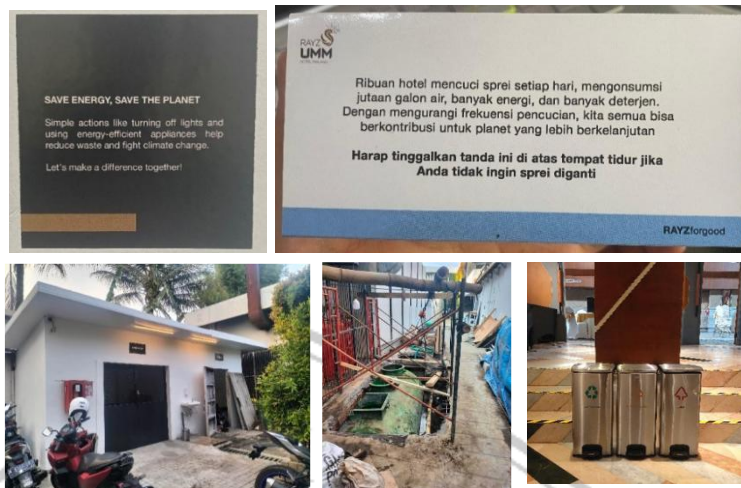 SAVE ENERGY, SAVE THE PLANET
Simple actions like turning off lights and
using energy-efficient appliances help
reduce waste and fight climate change.
Let's make a difference together!
RAYZ
UMM
Ribuan hotel mencuci sprei setiap hari, mengonsumsi
jutaan galon air, banyak energi, dan banyak deterjen.
Dengan mengurangi frekuensi pencucian, kita semua bisa
berkontribusi untuk planet yang lebih berkelanjutan
Harap tinggalkan tanda ini di atas tempat tidur jika
Anda tidak ingin sprei diganti
RAYZforgood